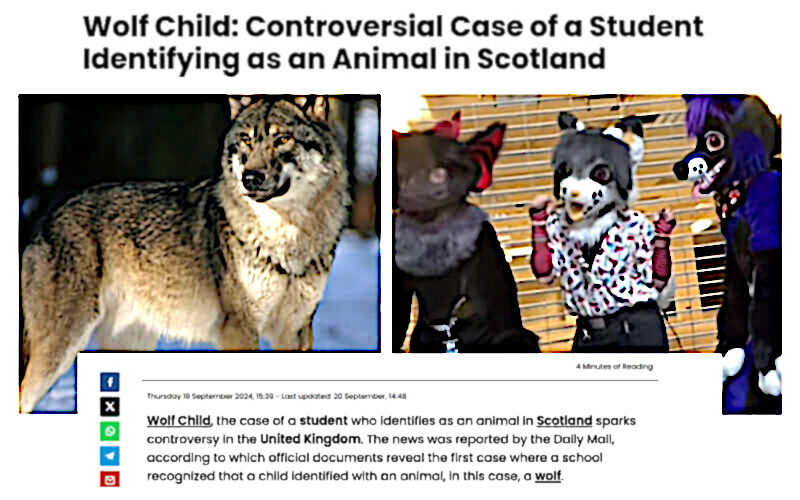 Wolf Child: Controversial Case of a Student
Identifying as an Animal in Scotland
4 Minutes of Reading
Thursday 19 September 2024, 15:39 - Last updated: 20 September, 14:48
Wolf Child, the case of a student who identifies as an animal in Scotland sparks
controversy in the United Kingdom. The news was reported by the Daily Mail,
according to which official documents reveal the first case where a school
recognized that a child identified with an animal, in this case, a wolf.